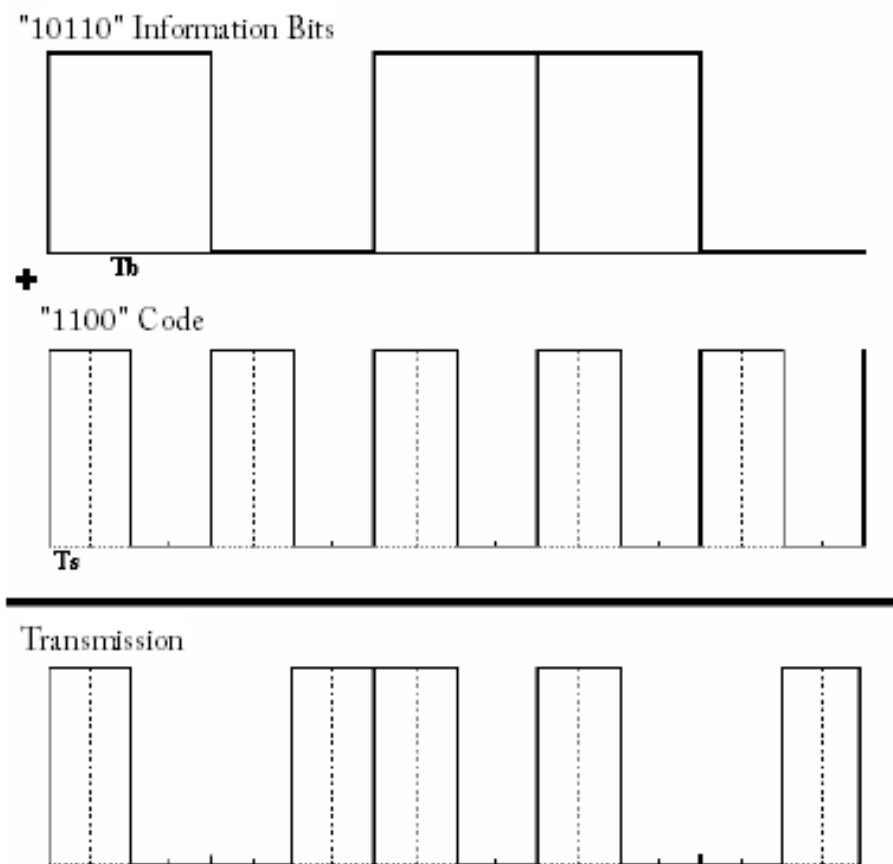 "10110" Information Bits
Tb
+
"1100" Code
Ts
Transmission